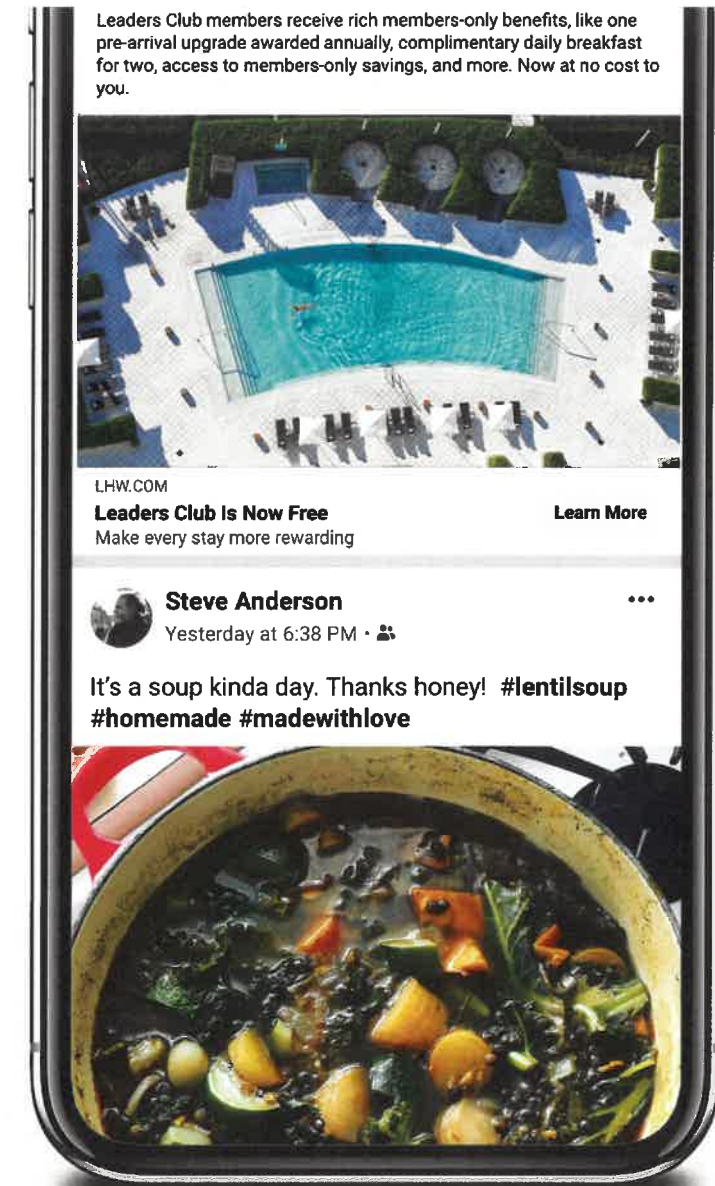 Leaders Club members receive rich members-only benefits, like one
pre-arrival upgrade awarded annually, complimentary daily breakfast
for two, access to members-only savings, and more. Now at no cost to
you.
LHW.COM
Leaders Club Is Now Free
Learn More
Make every stay more rewarding
Steve Anderson
Yesterday at 6:38 PM ·
It's a soup kinda day. Thanks honey! #lentilsoup
#homemade #madewithlove